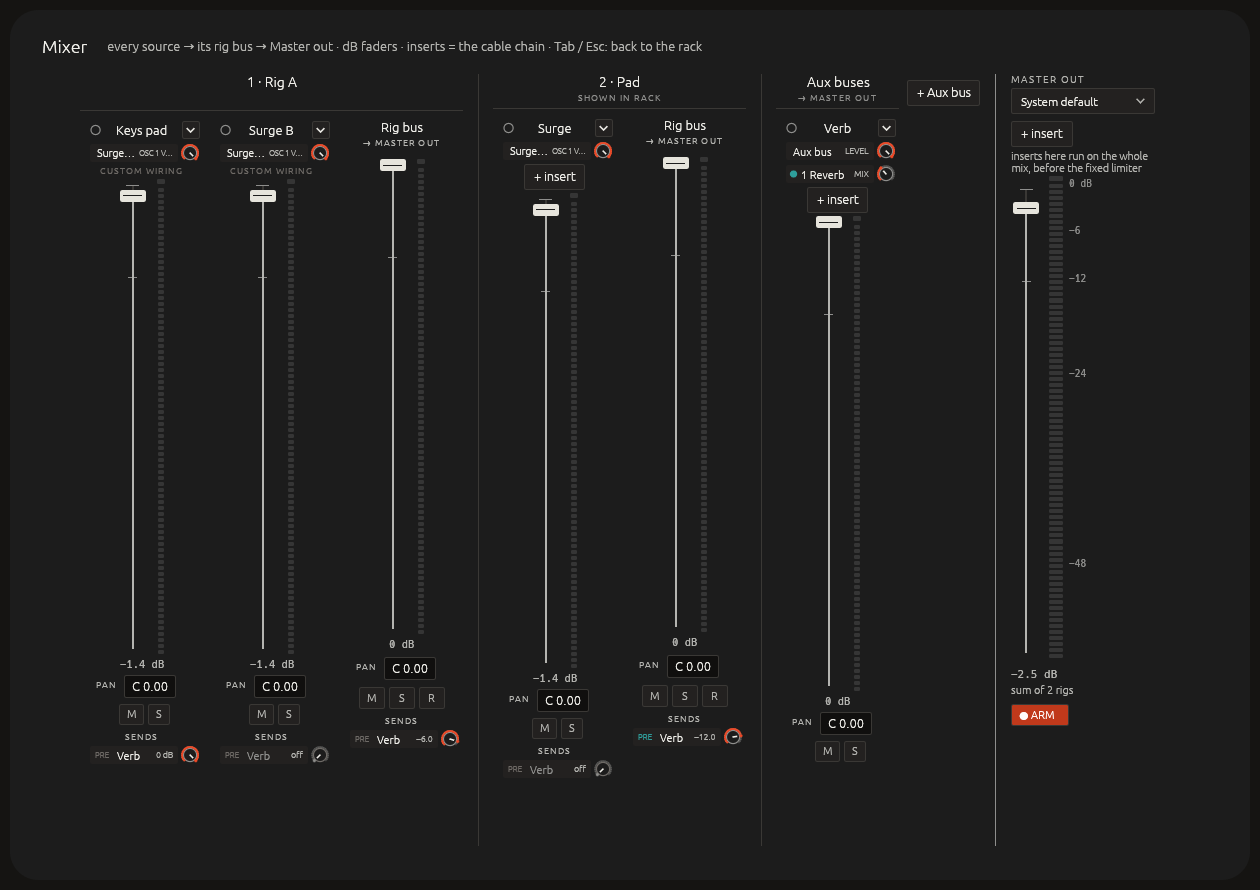 Mixer
every source → its rig bus → Master out · dB faders · inserts = the cable chain · Tab / Esc: back to the rack
1 · Rig A
Keys pad
Surge... OSC 1 V...
CUSTOM WIRING
−1.4 dB
PAN C 0.00
M S
SENDS
PRE Verb 0 dB
Surge B
Surge... OSC 1 V...
CUSTOM WIRING
−1.4 dB
PAN C 0.00
M S
SENDS
PRE Verb off
Rig bus
→ MASTER OUT
0 dB
PAN C 0.00
M S R
SENDS
Verb −6.0
2 · Pad
SHOWN IN RACK
Surge
Surge... OSC 1 V...
+ insert
−1.4 dB
PAN C 0.00
M S
SENDS
PRE Verb off
Rig bus
→ MASTER OUT
0 dB
PAN C 0.00
M S R
SENDS
PRE Verb −12.0
Aux buses
→ MASTER OUT
+ Aux bus
Verb
Aux bus LEVEL
1 Reverb MIX
+ insert
0 dB
PAN C 0.00
M S
MASTER OUT
System default
+ insert
inserts here run on the whole
mix, before the fixed limiter
0 dB
−6
−12
−24
−48
−2.5 dB
sum of 2 rigs
ARM